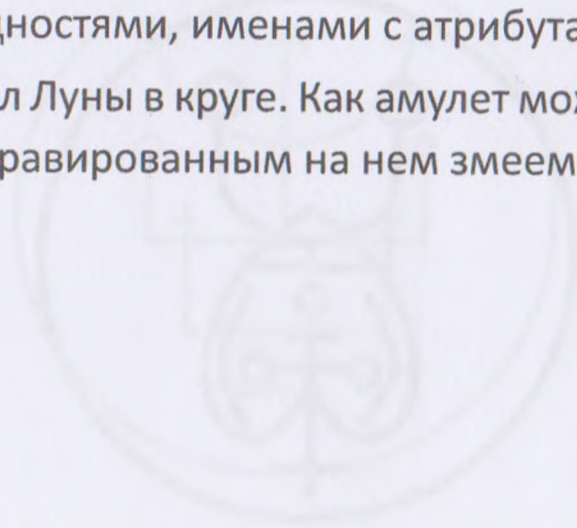 дностями, именами с атрибута
л Луны в круге. Как амулет мо
равированным на нем змеем